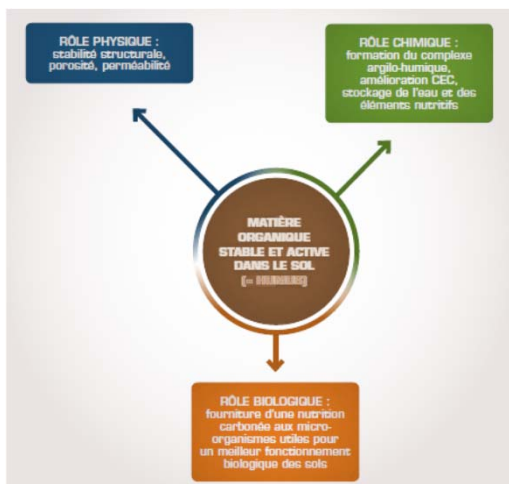 RÔLE PHYSIQUE :
stabilité structurale,
porosité, perméabilité
RÔLE CHIMIQUE :
formation du complexe
argilo-humique,
amélioration CEC,
stockage de l'eau et des
éléments nutritifs
MATIÈRE
ORGANIQUE
STABLE ET ACTIVE
DANS LE SOL
RÔLE BIOLOGIQUE :
fourniture d'une nutrition
carbonée aux micro-
organismes utiles pour
un meilleur fonctionnement
biologique des sols